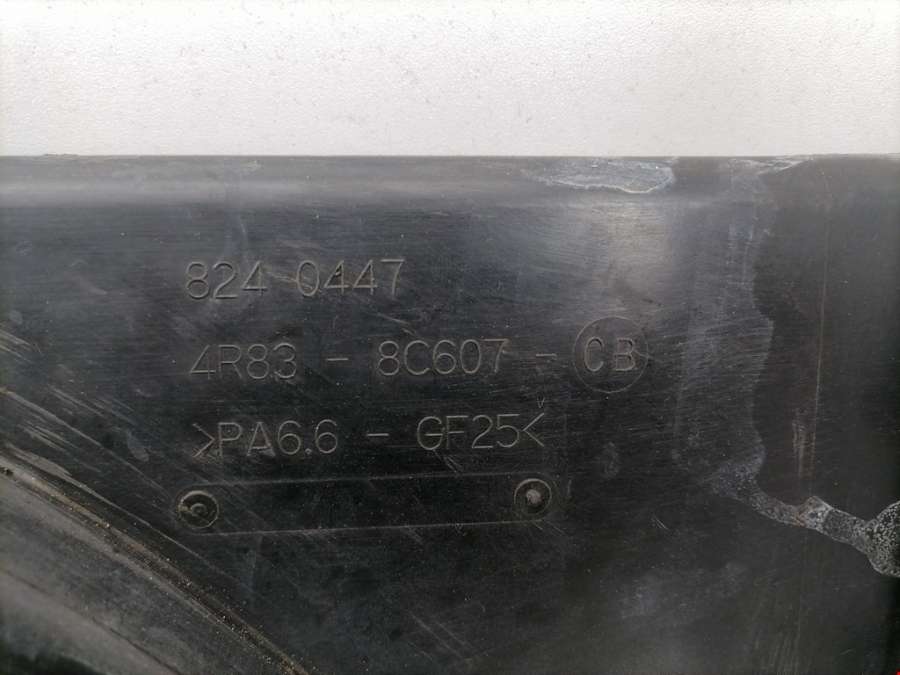 824 0447
4R83 - 8C607 - CB
>PA6.6 - GF25<